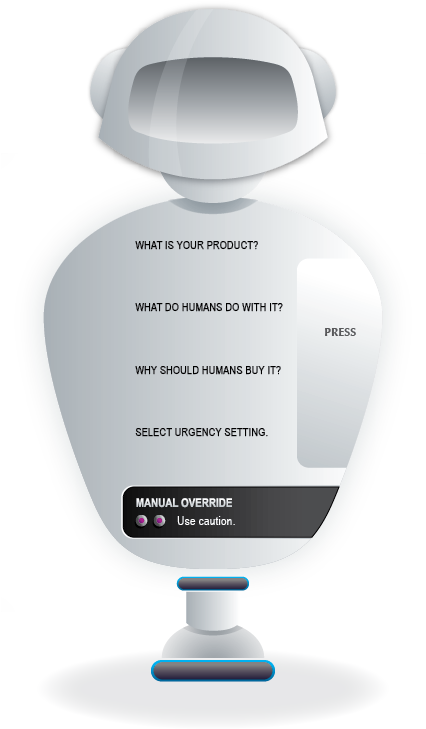 WHAT IS YOUR PRODUCT?
WHAT DO HUMANS DO WITH IT?
PRESS
WHY SHOULD HUMANS BUY IT?
SELECT URGENCY SETTING.
MANUAL OVERRIDE
Use caution.